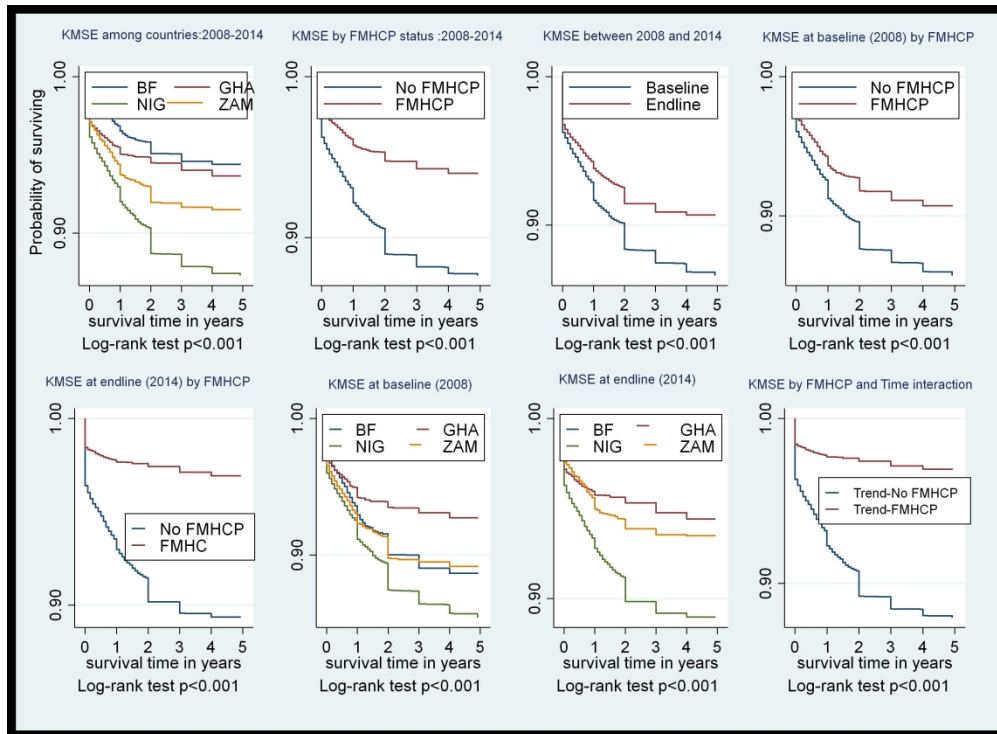 KMSE among countries:2008-2014
1.00
BF GHA
NIG ZAM
Probability of surviving
0.90
0 1 2 3 4 5
survival time in years
Log-rank test p<0.001
KMSE by FMHCP status :2008-2014
1.00
No FMHCP
FMHCP
0.90
0 1 2 3 4 5
survival time in years
Log-rank test p<0.001
KMSE between 2008 and 2014
1.00
Baseline
Endline
0.90
0 1 2 3 4 5
survival time in years
Log-rank test p<0.001
KMSE at baseline (2008) by FMHCP
1.00
No FMHCP
FMHCP
0.90
0 1 2 3 4 5
survival time in years
Log-rank test p<0.001
KMSE at endline (2014) by FMHCP
1.00
No FMHCP
FMHC
0.90
0 1 2 3 4 5
survival time in years
Log-rank test p<0.001
KMSE at baseline (2008)
1.00
BF GHA
NIG ZAM
0.90
0 1 2 3 4 5
survival time in years
Log-rank test p<0.001
KMSE at endline (2014)
1.00
BF GHA
NIG ZAM
0.90
0 1 2 3 4 5
survival time in years
Log-rank test p<0.001
KMSE by FMHCP and Time interaction
1.00
Trend-No FMHCP
Trend-FMHCP
0.90
0 1 2 3 4 5
survival time in years
Log-rank test p<0.001